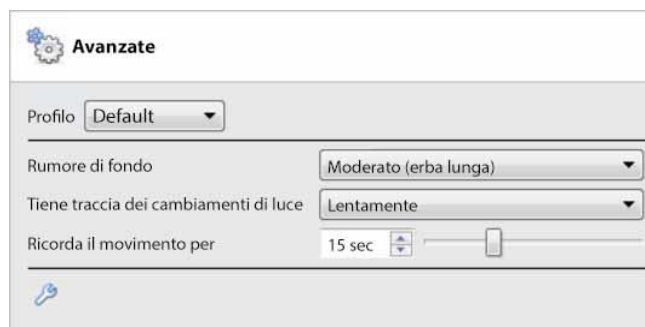 Avanzate
Profilo Default
Rumore di fondo Moderato (erba lunga)
Tiene traccia dei cambiamenti di luce Lentamente
Ricorda il movimento per 15 sec